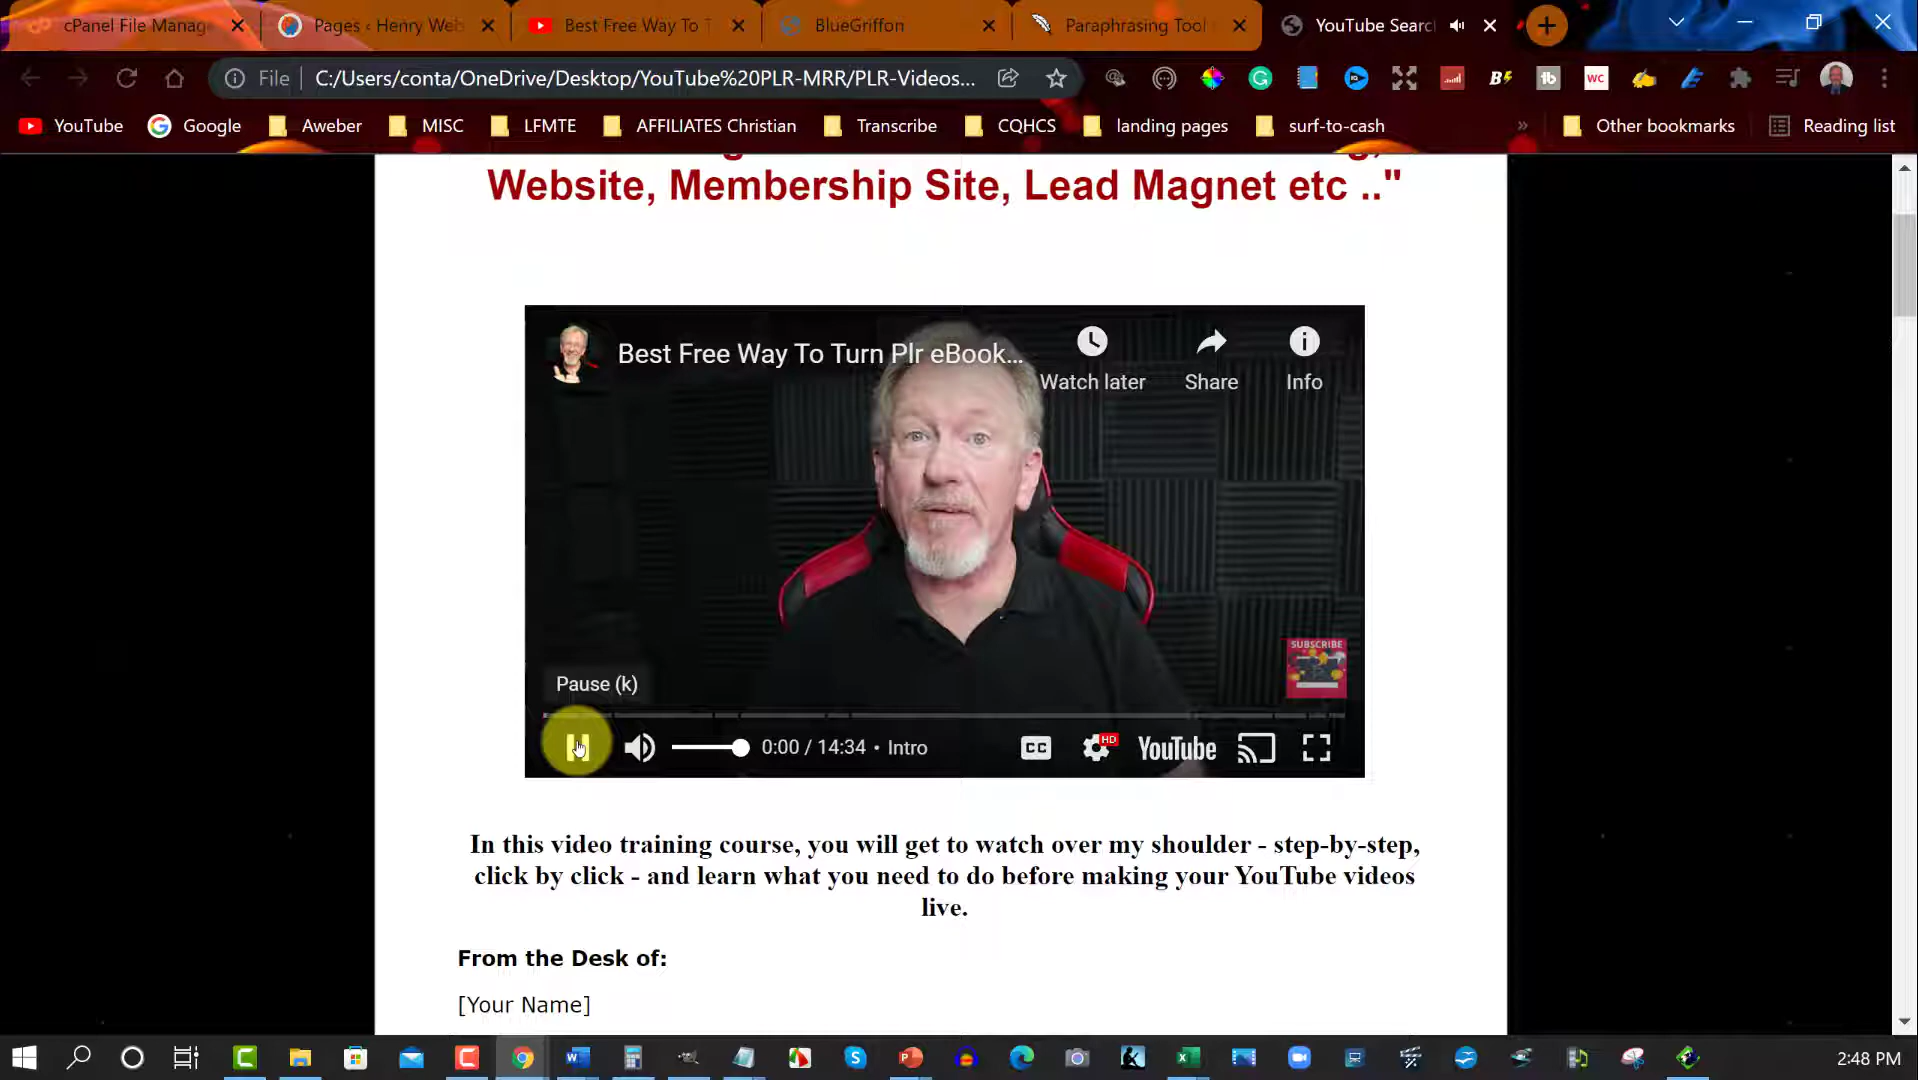 cPanel File Manage
Pages ‹ Henry Web
Best Free Way To T
BlueGriffon
Paraphrasing Tool
YouTube Searc
File
C:/Users/conta/OneDrive/Desktop/YouTube%20PLR-MRR/PLR-Videos...
YouTube
Google
Aweber
MISC
LFMTE
AFFILIATES Christian
Transcribe
CQHCS
landing pages
surf-to-cash
»
Other bookmarks
Reading list
Website, Membership Site, Lead Magnet etc .."
Best Free Way To Turn Plr eBook...
Watch later
Share
Info
SUBSCRIBE
Pause (k)
0:00 / 14:34 • Intro
CC
HD
YouTube
In this video training course, you will get to watch over my shoulder - step-by-step,
click by click - and learn what you need to do before making your YouTube videos
live.
From the Desk of:
[Your Name]
2:48 PM